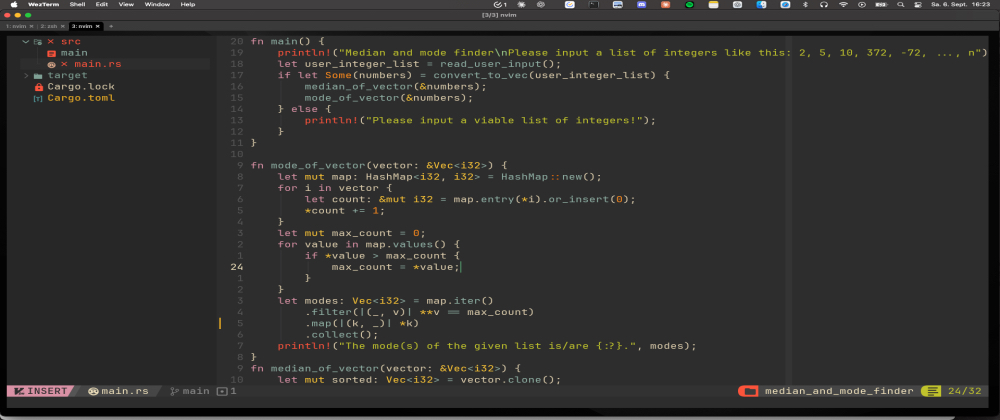 WezTerm Shell Edit View Window Help 1 Sa. 6. Sept. 16:23
[3/3] nvim
1: nvim × 2: zsh × 3: nvim × +
src
main
main.rs
target
Cargo.lock
Cargo.toml
20 fn main() {
19 println!("Median and mode finder\nPlease input a list of integers like this: 2, 5, 10, 372, -72, ..., n")
18 let user_integer_list = read_user_input();
17 if let Some(numbers) = convert_to_vec(user_integer_list) {
16 median_of_vector(&numbers);
15 mode_of_vector(&numbers);
14 } else {
13 println!("Please input a viable list of integers!");
12 }
11 }
10
9 fn mode_of_vector(vector: &Vec<i32>) {
8 let mut map: HashMap<i32, i32> = HashMap::new();
7 for i in vector {
6 let count: &mut i32 = map.entry(*i).or_insert(0);
5 *count += 1;
4 }
3 let mut max_count = 0;
2 for value in map.values() {
1 if *value > max_count {
24 max_count = *value;
1 }
2 }
3 let modes: Vec<i32> = map.iter()
4 .filter(|(_, v)| **v == max_count)
5 .map(|(k, _)| *k)
6 .collect();
7 println!("The mode(s) of the given list is/are {:?}.", modes);
8 }
9 fn median_of_vector(vector: &Vec<i32>) {
10 let mut sorted: Vec<i32> = vector.clone();
INSERT main.rs main 1 median_and_mode_finder 24/32